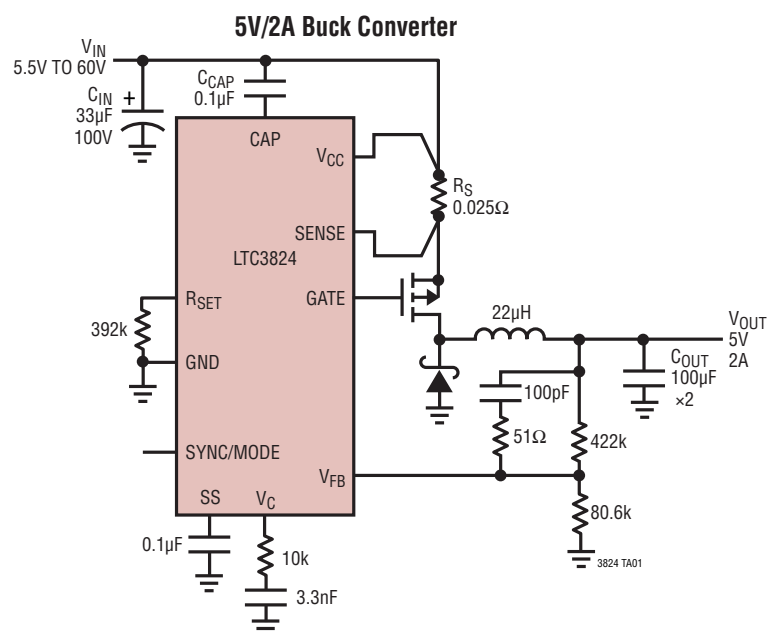 5V/2A Buck Converter
VIN
5.5V TO 60V
CIN
33µF
100V
+
CCAP
0.1µF
CAP
VCC
RS
0.025Ω
SENSE
LTC3824
RSET
GATE
392k
GND
22µH
VOUT
5V
2A
COUT
100µF
×2
100pF
51Ω
422k
SYNC/MODE
VFB
SS
VC
80.6k
0.1µF
10k
3.3nF
3824 TA01